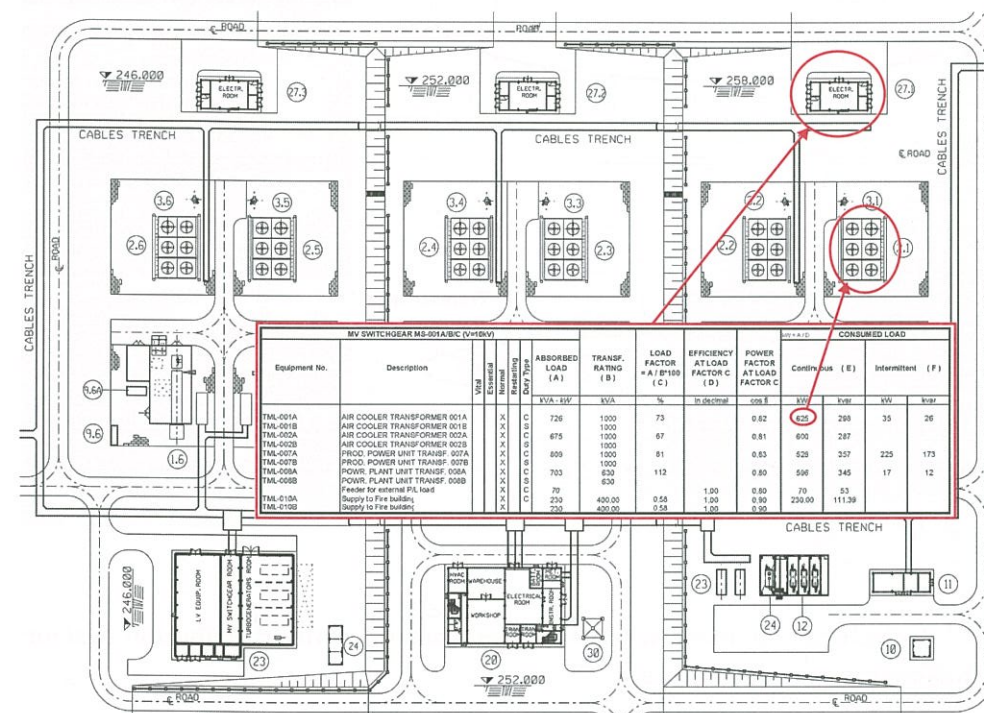 ℄ ROAD
ROAD
246.000
ELECTR. ROOM
27.3
252.000
ELECTR. ROOM
27.2
258.000
ELECTR. ROOM
27.1
CABLES TRENCH
CABLES TRENCH
CABLES TRENCH
℄ ROAD
℄ ROAD
CABLES TRENCH
3.6
3.5
3.4
3.3
3.1
2.6
2.5
2.4
2.3
2.2
2.1
MV SWITCHGEAR MS-001A/B/C (V=10kV)
CONSUMED LOAD
Equipment No. Description Vital Essential Normal Restarting Duty Type ABSORBED LOAD (A) TRANSF. RATING (B) LOAD FACTOR = A / B*100 (C) EFFICIENCY AT LOAD FACTOR C (D) POWER FACTOR AT LOAD FACTOR C Continuous (E) Intermittent (F)
kVA - kW kVA % In decimal cos fi kW kvar kW kvar
TML-001A AIR COOLER TRANSFORMER 001A X C 726 1000 73 625 298 35 26
TML-001B AIR COOLER TRANSFORMER 001B X S 1000
TML-002A AIR COOLER TRANSFORMER 002A X C 675 1000 67 600 287
TML-002B AIR COOLER TRANSFORMER 002B X S 1000
TML-007A PROD. POWER UNIT TRANSF. 007A X C 809 1000 81 528 357 225 173
TML-007B PROD. POWER UNIT TRANSF. 007B X S 1000
TML-008A POWR. PLANT UNIT TRANSF. 008A X C 703 630 112 0.80 345 17 12
TML-008B POWR. PLANT UNIT TRANSF. 008B X S 630
Feeder for external P/L load X C 70 1.00 0.80 70 53
TML-010A Supply to Fire building X C 230 400.00 0.58 1.00 0.90 230.00 111.39
TML-010B Supply to Fire building X S 230 400.00 0.58 1.00 0.90
9.6A
9.6
1.6
CABLES TRENCH
246.000
LV EQUIP. ROOM
MV SWITCHGEAR ROOM
TURBOGENERATORS ROOM
23
24
HVAC ROOM
WAREHOUSE
WORKSHOP
ELECTRICAL ROOM
20
30
23
24
12
11
10
252.000
℄ ROAD
℄ ROAD